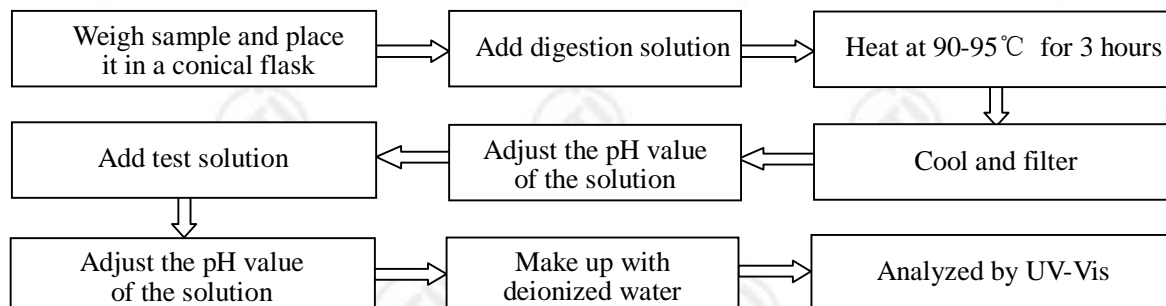 Weigh sample and place
it in a conical flask
Add digestion solution
Heat at 90-95℃ for 3 hours
Cool and filter
Adjust the pH value
of the solution
Add test solution
Adjust the pH value
of the solution
Make up with
deionized water
Analyzed by UV-Vis